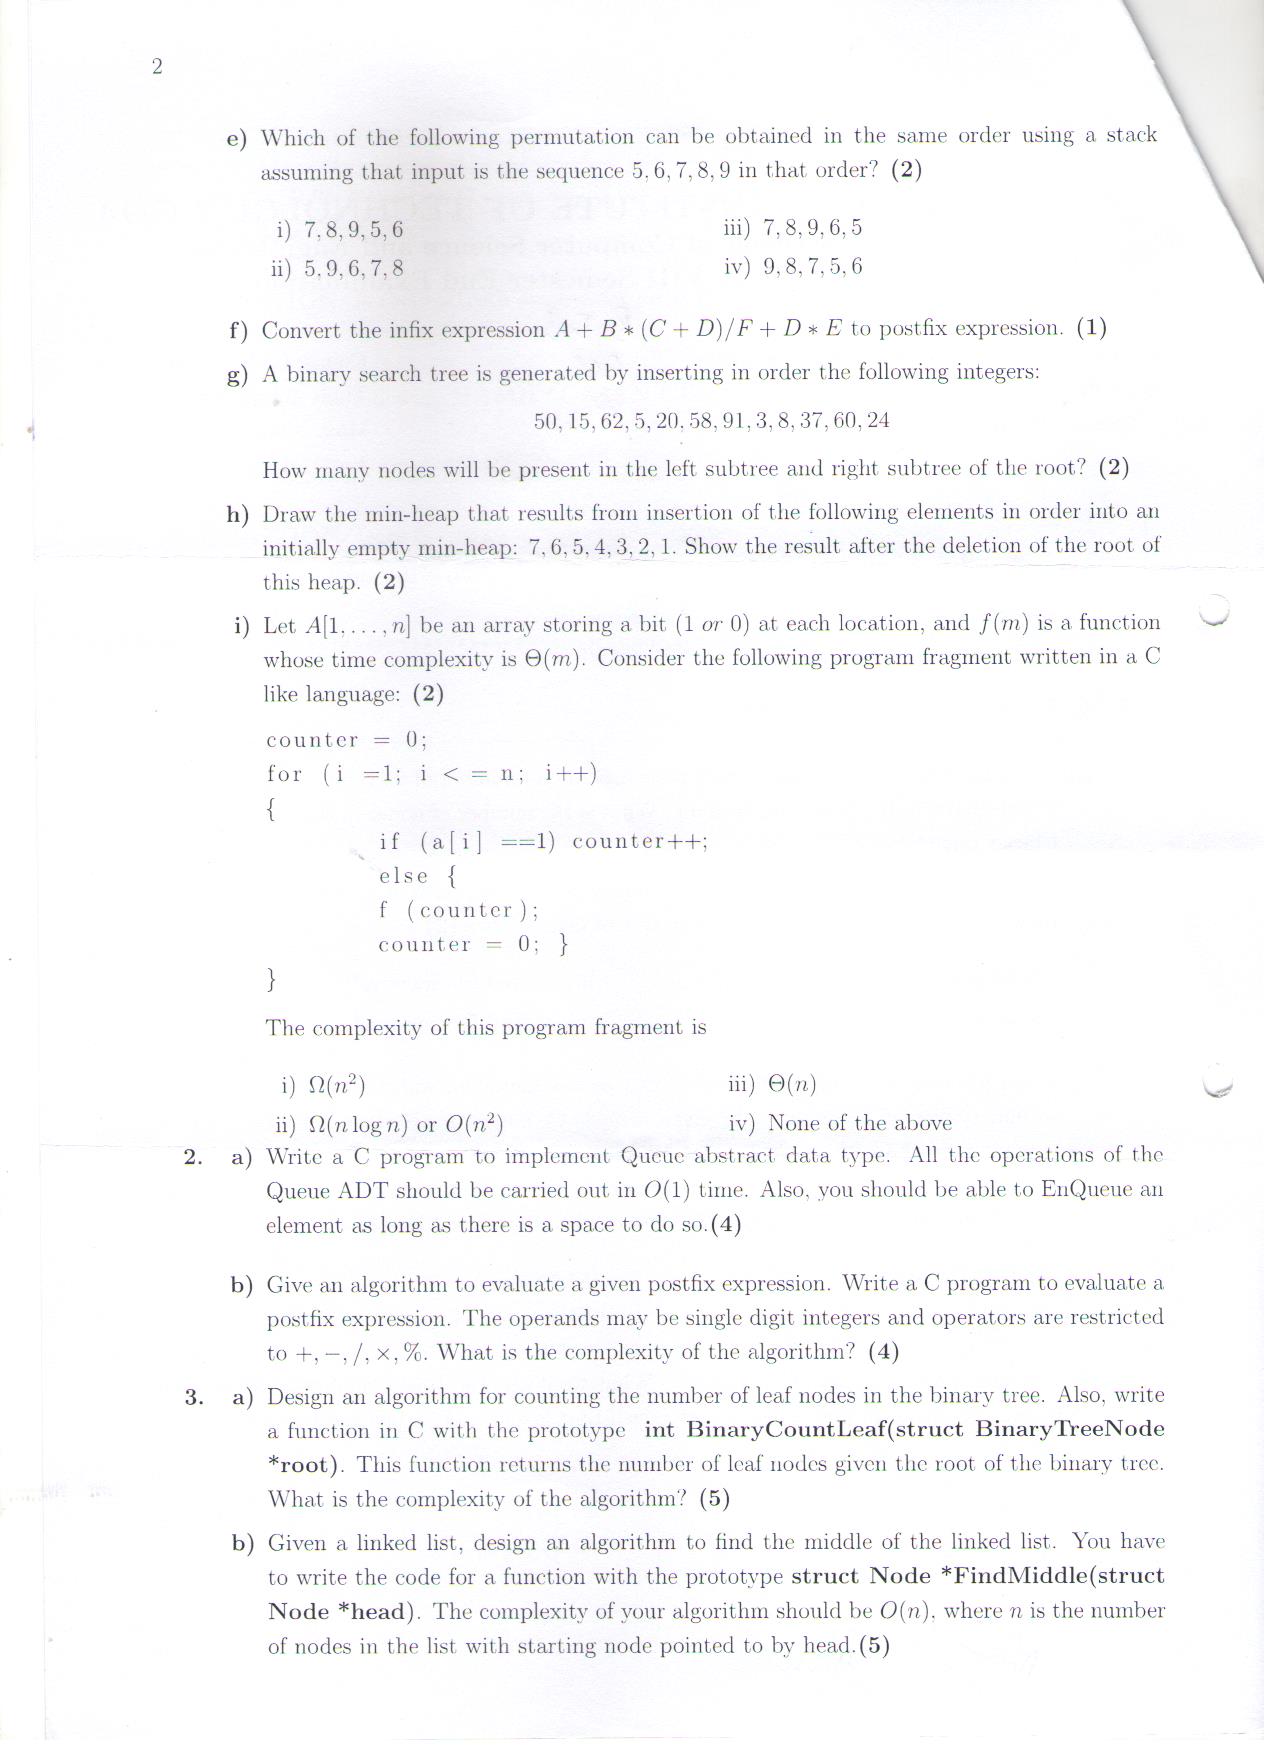 2
e) Which of the following permutation can be obtained in the same order using a stack
assuming that input is the sequence 5, 6, 7, 8, 9 in that order? (2)
i) 7, 8, 9, 5, 6
iii) 7, 8, 9, 6, 5
ii) 5, 9, 6, 7, 8
iv) 9, 8, 7, 5, 6
f) Convert the infix expression A + B * (C + D)/F + D * E to postfix expression. (1)
g) A binary search tree is generated by inserting in order the following integers:
50, 15, 62, 5, 20, 58, 91, 3, 8, 37, 60, 24
How many nodes will be present in the left subtree and right subtree of the root? (2)
h) Draw the min-heap that results from insertion of the following elements in order into an
initially empty min-heap: 7, 6, 5, 4, 3, 2, 1. Show the result after the deletion of the root of
this heap. (2)
i) Let A[1, . . . , n] be an array storing a bit (1 or 0) at each location, and f(m) is a function
whose time complexity is Θ(m). Consider the following program fragment written in a C
like language: (2)
counter = 0;
for (i =1; i < = n; i++)
{
if (a[i] ==1) counter++;
else {
f (counter);
counter = 0; }
}
The complexity of this program fragment is
i) Ω(n²)
iii) Θ(n)
ii) Ω(n log n) or O(n²)
iv) None of the above
2. a) Write a C program to implement Queue abstract data type. All the operations of the
Queue ADT should be carried out in O(1) time. Also, you should be able to EnQueue an
element as long as there is a space to do so.(4)
b) Give an algorithm to evaluate a given postfix expression. Write a C program to evaluate a
postfix expression. The operands may be single digit integers and operators are restricted
to +, −, /, ×, %. What is the complexity of the algorithm? (4)
3. a) Design an algorithm for counting the number of leaf nodes in the binary tree. Also, write
a function in C with the prototype int BinaryCountLeaf(struct BinaryTreeNode
*root). This function returns the number of leaf nodes given the root of the binary tree.
What is the complexity of the algorithm? (5)
b) Given a linked list, design an algorithm to find the middle of the linked list. You have
to write the code for a function with the prototype struct Node *FindMiddle(struct
Node *head). The complexity of your algorithm should be O(n), where n is the number
of nodes in the list with starting node pointed to by head.(5)